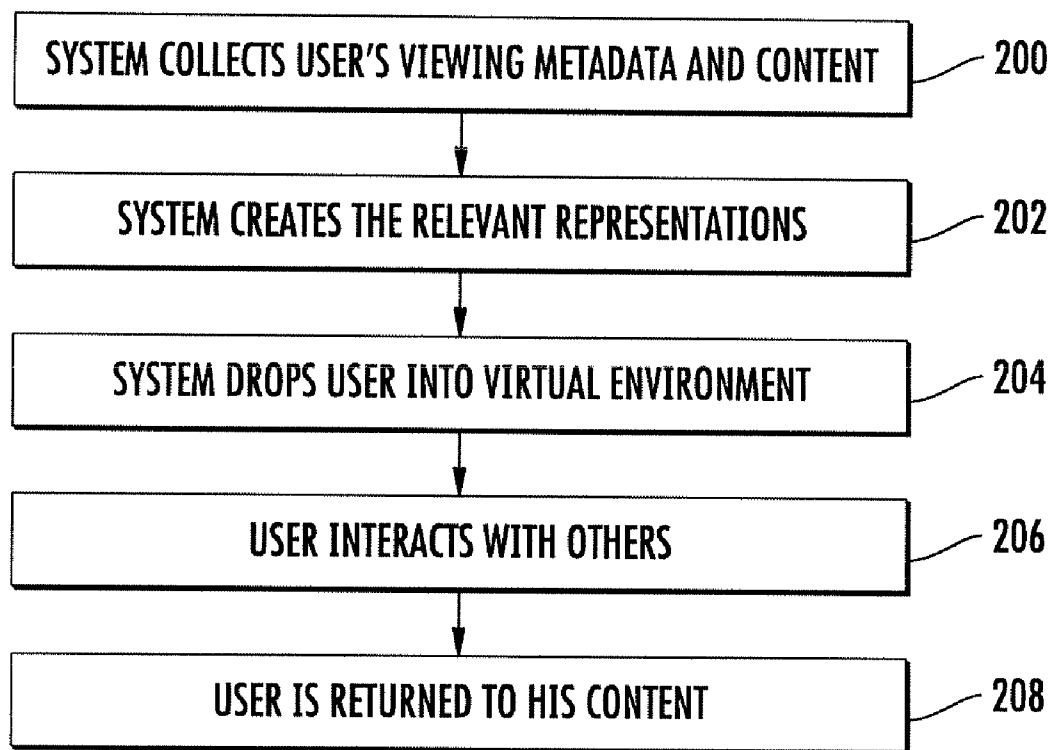 SYSTEM COLLECTS USER'S VIEWING METADATA AND CONTENT
200
SYSTEM CREATES THE RELEVANT REPRESENTATIONS
202
SYSTEM DROPS USER INTO VIRTUAL ENVIRONMENT
204
USER INTERACTS WITH OTHERS
206
USER IS RETURNED TO HIS CONTENT
208